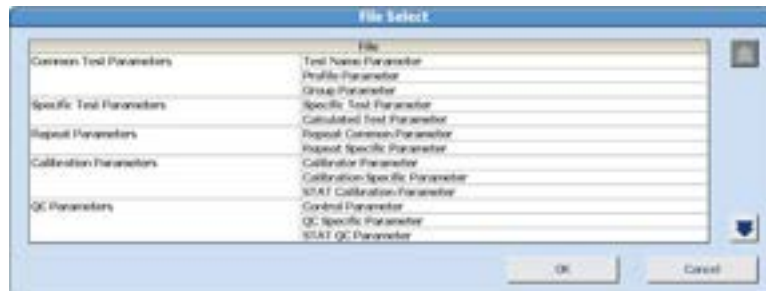 File Select
File
Common Test Parameters Test Name Parameter
Profile Parameter
Group Parameter
Specific Test Parameters Specific Test Parameter
Calculated Test Parameter
Repeat Parameters Repeat Common Parameter
Repeat Specific Parameter
Calibration Parameters Calibrator Parameter
Calibration Specific Parameter
STAT Calibration Parameter
QC Parameters Control Parameter
QC Specific Parameter
STAT QC Parameter
OK Cancel